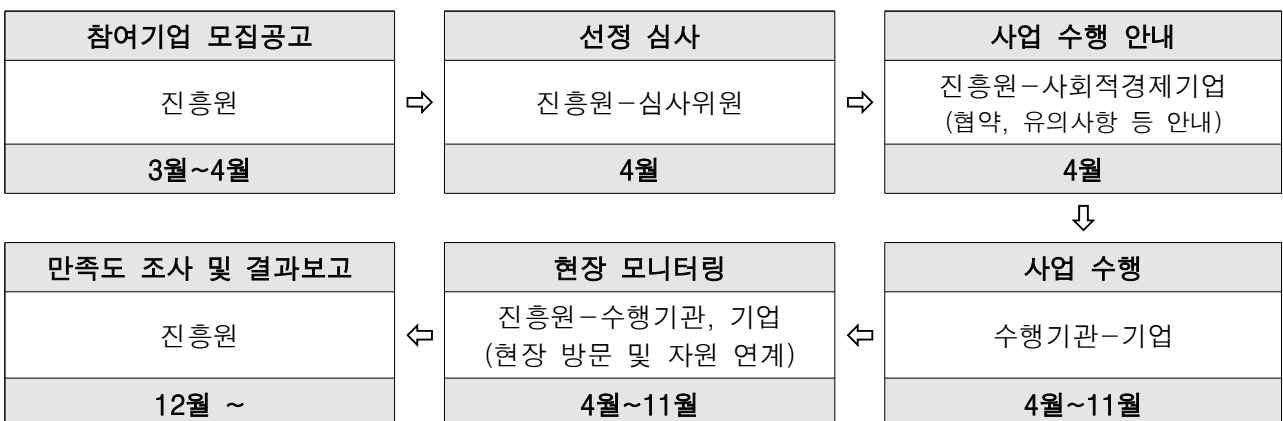 참여기업 모집공고
진흥원
3월~4월
⇨
선정 심사
진흥원-심사위원
4월
⇨
사업 수행 안내
진흥원-사회적경제기업
(협약, 유의사항 등 안내)
4월
⇩
사업 수행
수행기관-기업
4월~11월
⇦
현장 모니터링
진흥원-수행기관, 기업
(현장 방문 및 자원 연계)
4월~11월
⇦
만족도 조사 및 결과보고
진흥원
12월 ~